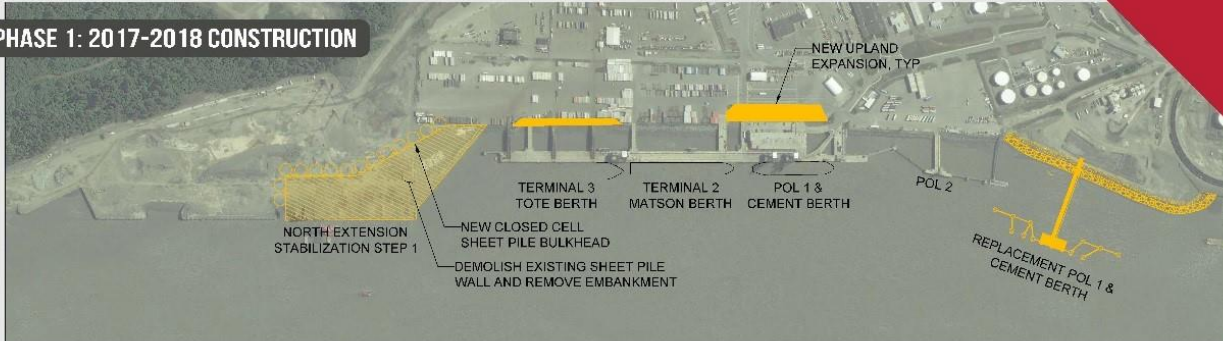 PHASE 1: 2017-2018 CONSTRUCTION
NEW UPLAND
EXPANSION, TYP
TERMINAL 3
TOTE BERTH
TERMINAL 2
MATSON BERTH
POL 1 &
CEMENT BERTH
POL 2
NORTH EXTENSION
STABILIZATION STEP 1
NEW CLOSED CELL
SHEET PILE BULKHEAD
DEMOLISH EXISTING SHEET PILE
WALL AND REMOVE EMBANKMENT
REPLACEMENT POL 1 &
CEMENT BERTH